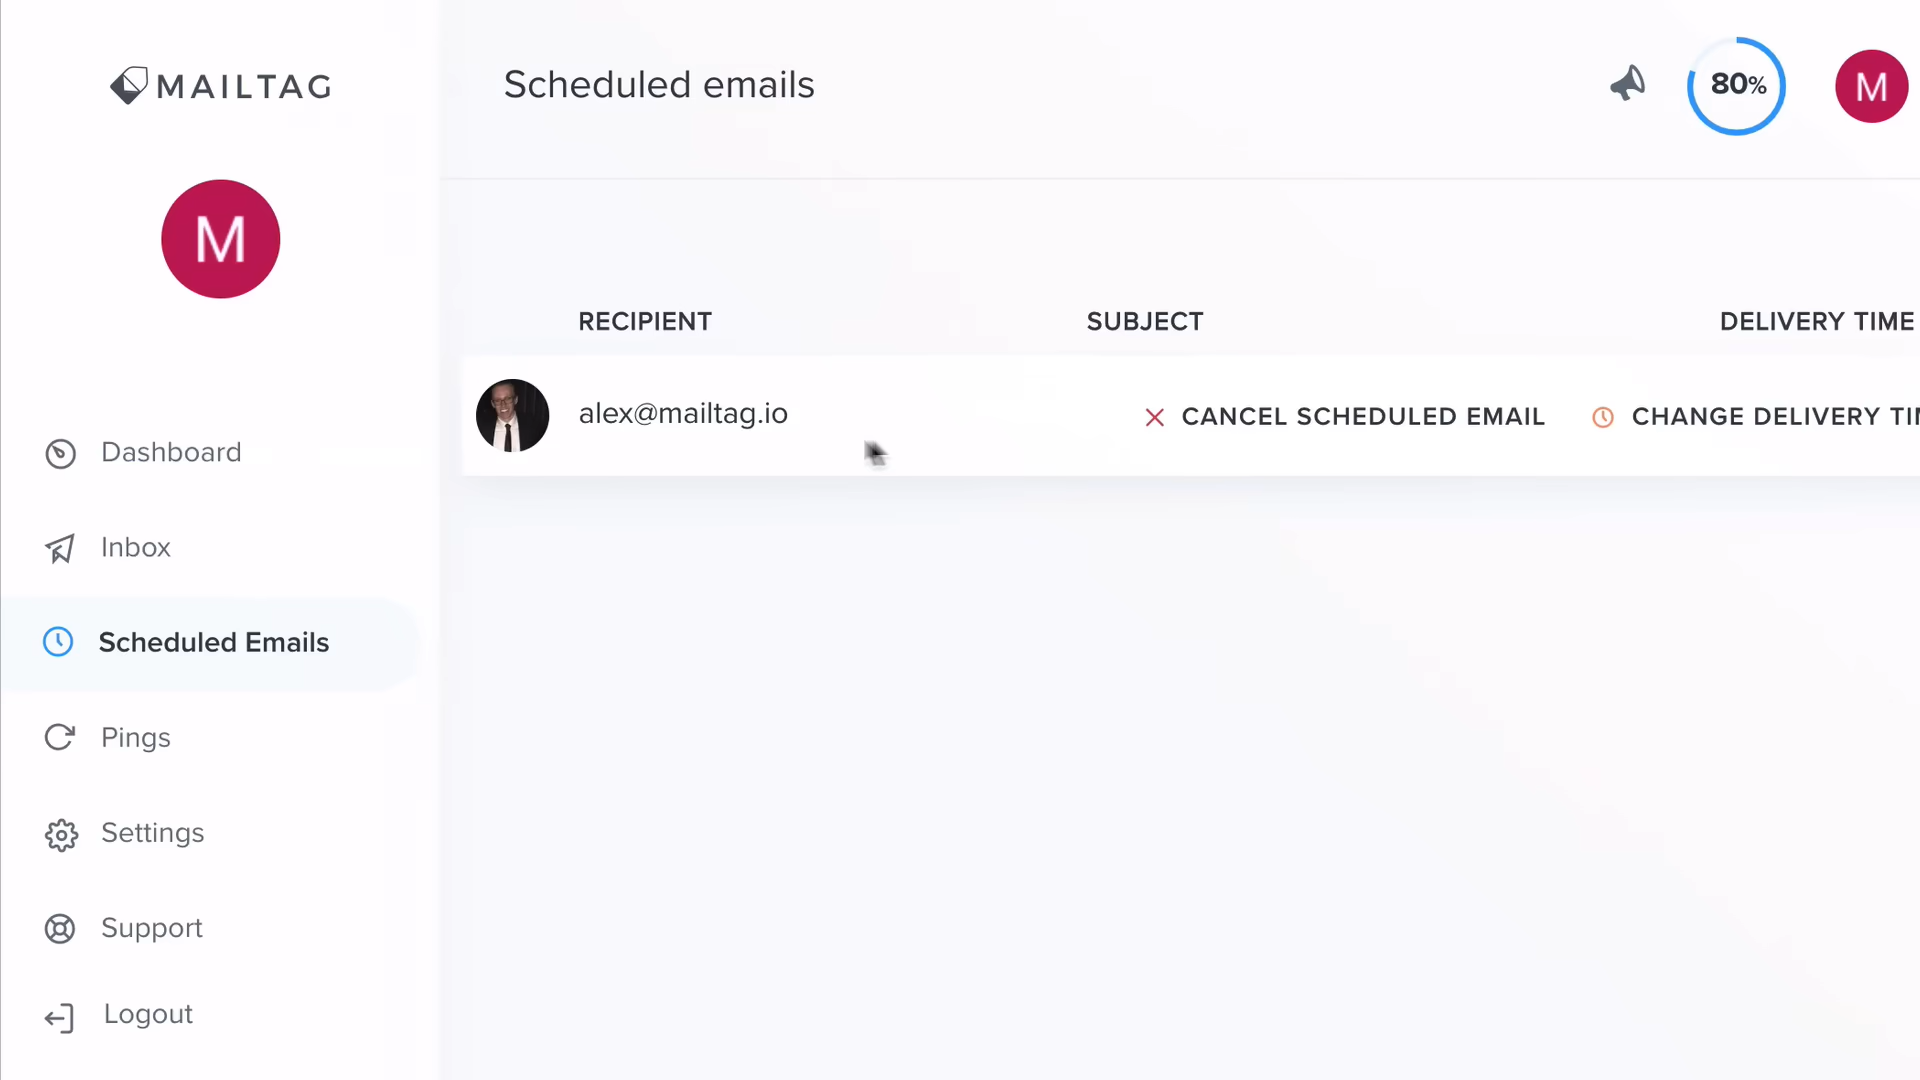 MAILTAG
Scheduled emails
80%
M
M
RECIPIENT
SUBJECT
DELIVERY TIME
alex@mailtag.io
CANCEL SCHEDULED EMAIL
CHANGE DELIVERY
Dashboard
Inbox
Scheduled Emails
Pings
Settings
Support
Logout